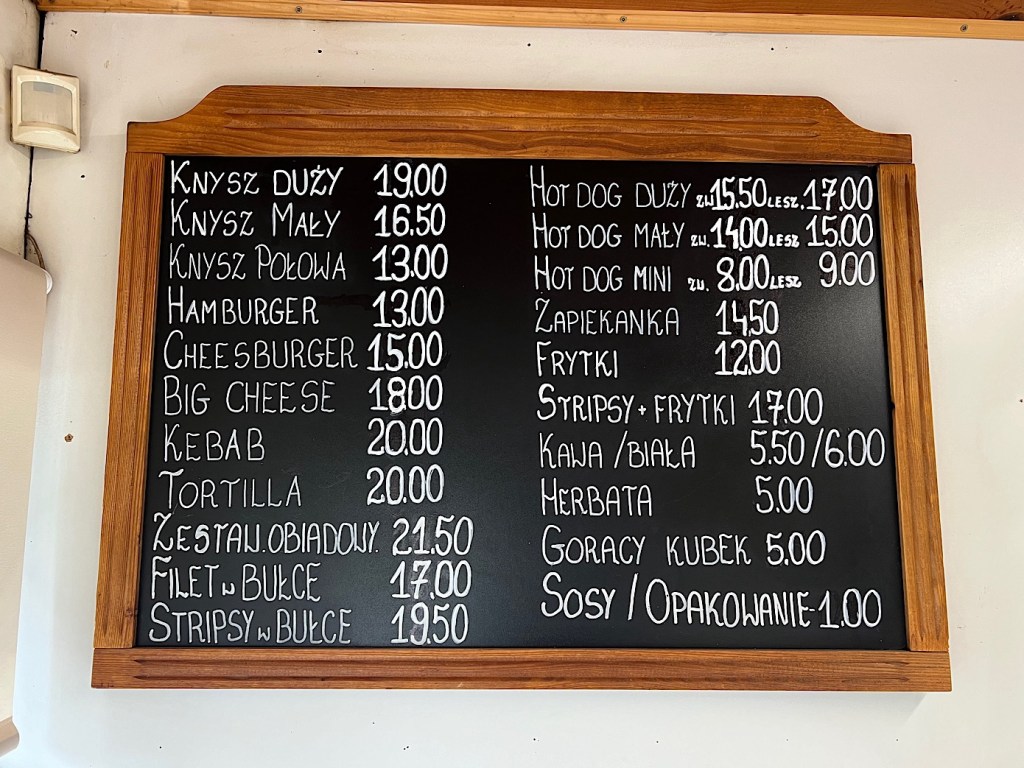 KNYSZ DUŻY 19.00
KNYSZ MAŁY 16.50
KNYSZ POŁOWA 13.00
HAMBURGER 13.00
CHEESBURGER 15.00
BIG CHEESE 18.00
KEBAB 20.00
TORTILLA 20.00
ZESTAW.OBIADOWY. 21.50
FILET W BUŁCE 17.00
STRIPSY W BUŁCE 19.50
HOT DOG DUŻY ZW 15.50 LESZ. 17.00
HOT DOG MAŁY ZW. 14.00 LESZ 15.00
HOT DOG MINI ZW. 8.00 LESZ 9.00
ZAPIEKANKA 14.50
FRYTKI 12.00
STRIPSY + FRYTKI 17.00
KAWA /BIAŁA 5.50 /6.00
HERBATA 5.00
GORĄCY KUBEK 5.00
SOSY / OPAKOWANIE-1.00